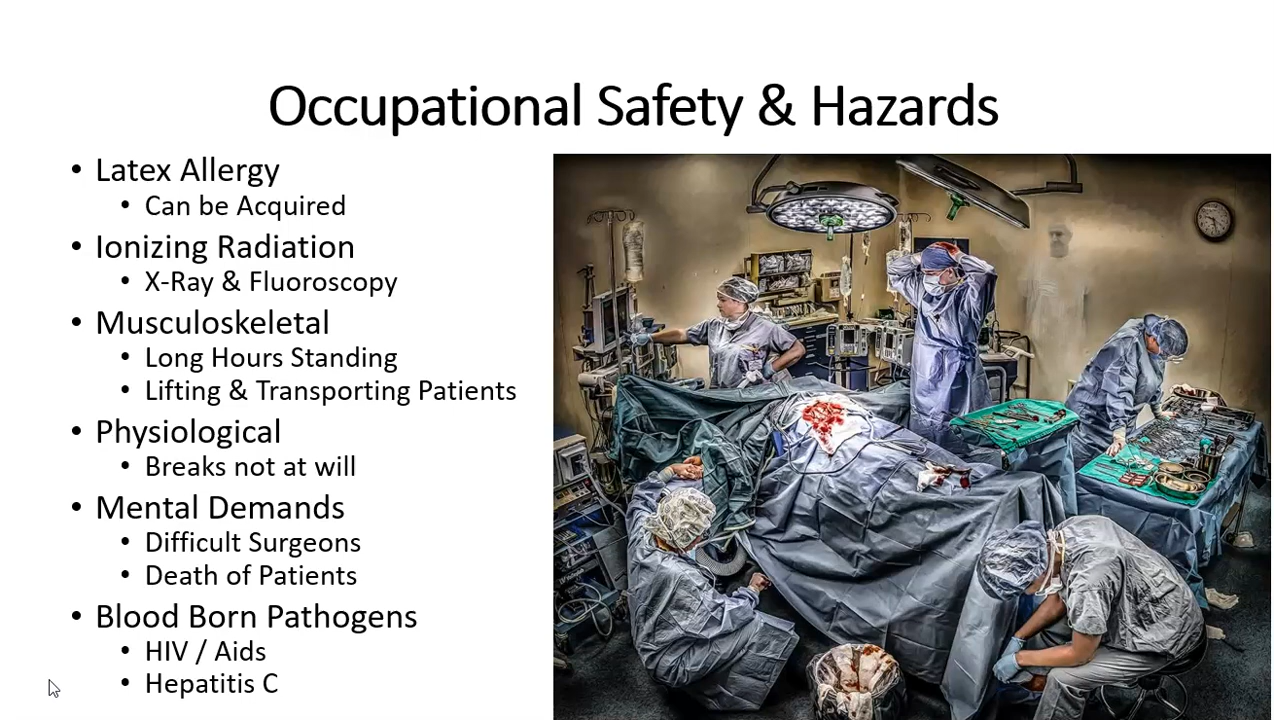 Occupational Safety & Hazards
• Latex Allergy
• Can be Acquired
• Ionizing Radiation
• X-Ray & Fluoroscopy
• Musculoskeletal
• Long Hours Standing
• Lifting & Transporting Patients
• Physiological
• Breaks not at will
• Mental Demands
• Difficult Surgeons
• Death of Patients
• Blood Born Pathogens
• HIV / Aids
• Hepatitis C